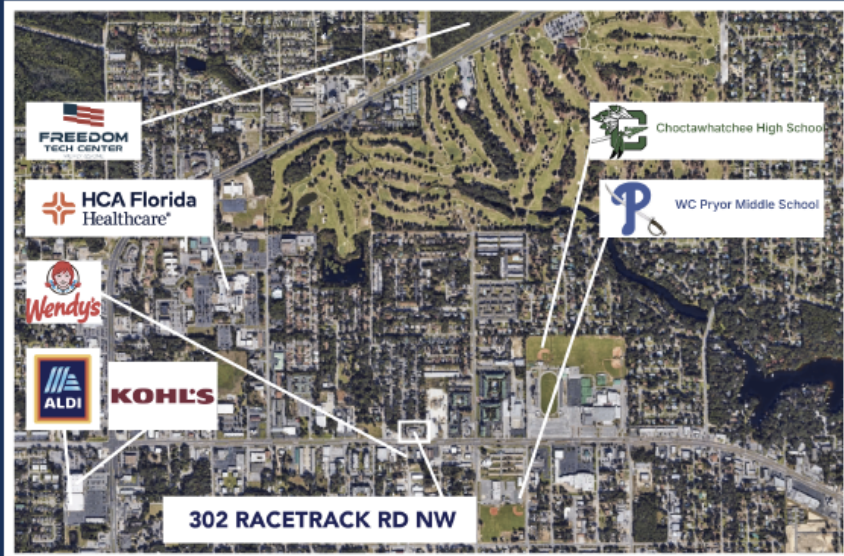 FREEDOM
TECH CENTER
HCA Florida
Healthcare®
Wendy's
ALDI
KOHL'S
C
Choctawhatchee High School
P
WC Pryor Middle School
302 RACETRACK RD NW